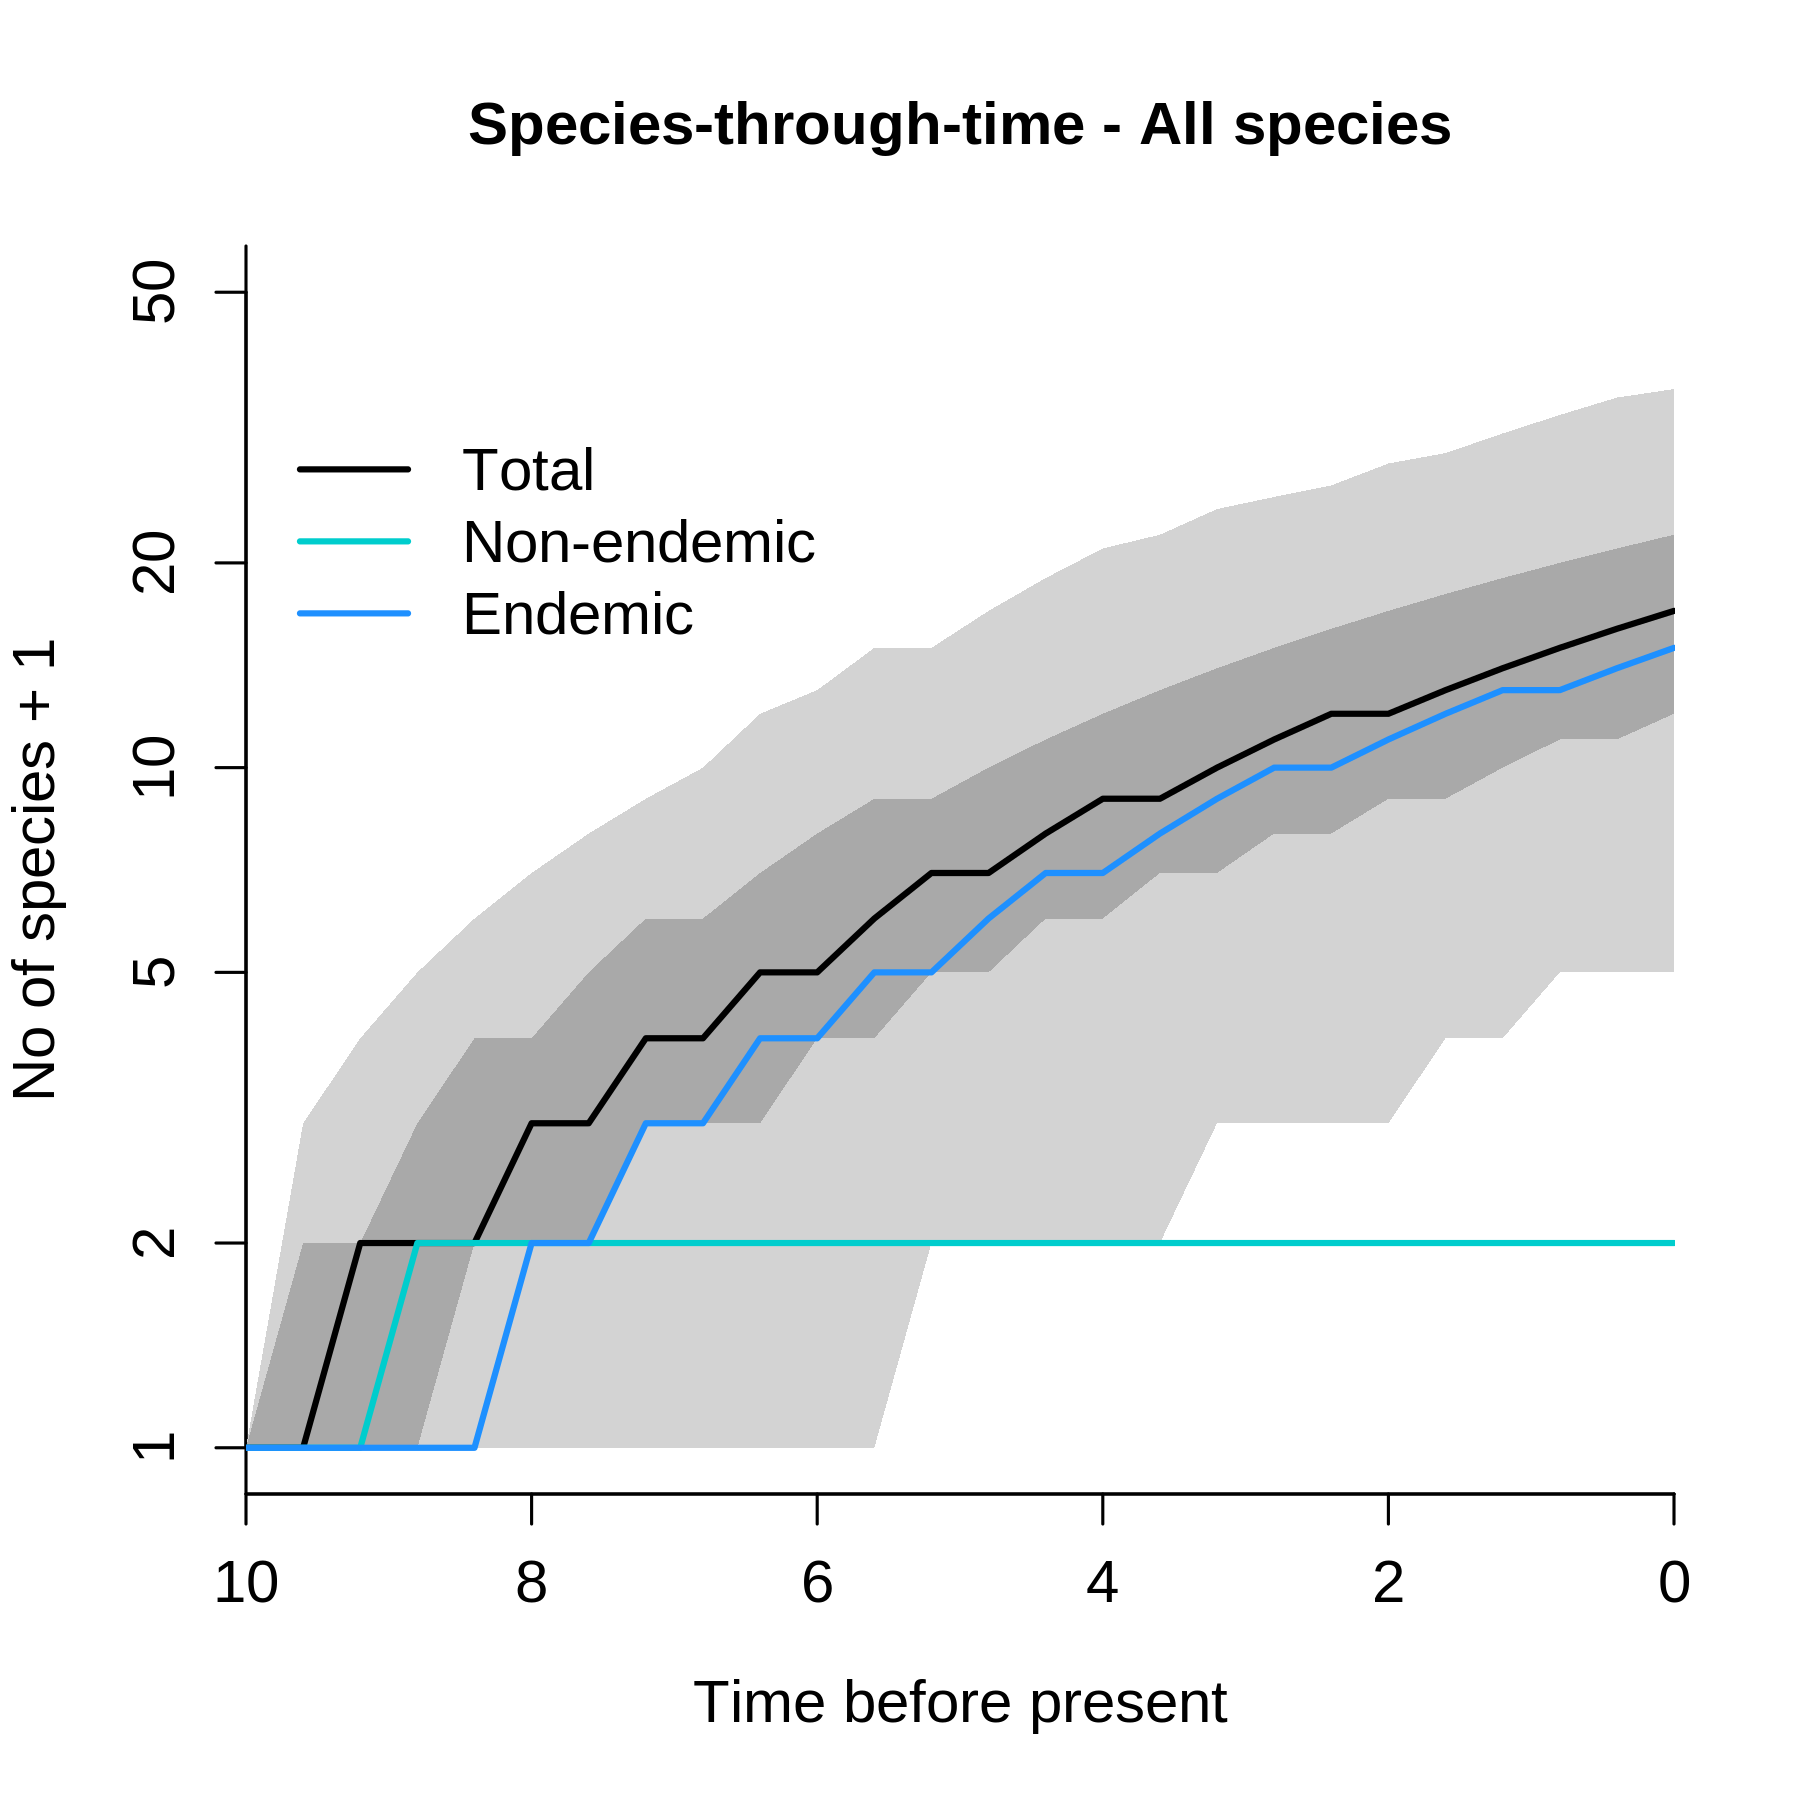 Species-through-time - All species
Total
Non-endemic
Endemic
No of species + 1
50
20
10
5
2
1
10 8 6 4 2 0
Time before present